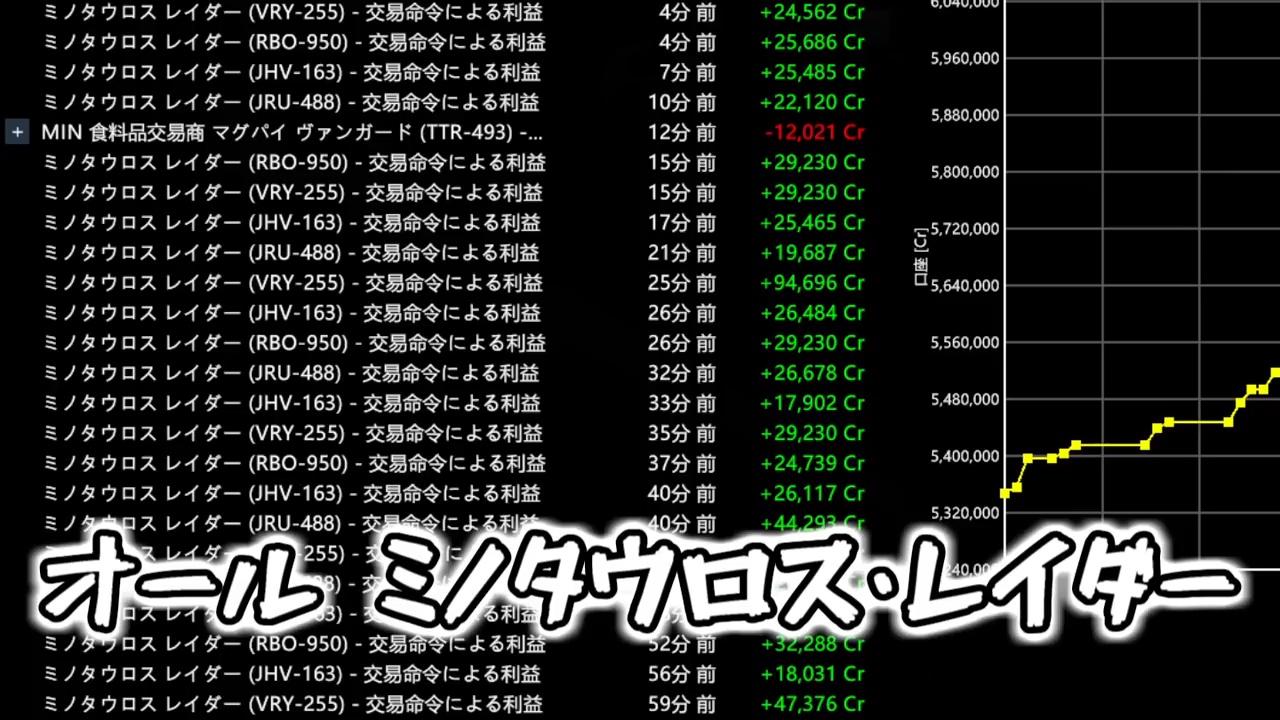 ミノタウロス レイダー (VRY-255) - 交易命令による利益 4分 前 +24,562 Cr
ミノタウロス レイダー (RBO-950) - 交易命令による利益 4分 前 +25,686 Cr
ミノタウロス レイダー (JHV-163) - 交易命令による利益 7分 前 +25,485 Cr
ミノタウロス レイダー (JRU-488) - 交易命令による利益 10分 前 +22,120 Cr
+ MIN 食料品交易商 マグパイ ヴァンガード (TTR-493) -... 12分 前 -12,021 Cr
ミノタウロス レイダー (RBO-950) - 交易命令による利益 15分 前 +29,230 Cr
ミノタウロス レイダー (VRY-255) - 交易命令による利益 15分 前 +29,230 Cr
ミノタウロス レイダー (JHV-163) - 交易命令による利益 17分 前 +25,465 Cr
ミノタウロス レイダー (JRU-488) - 交易命令による利益 21分 前 +19,687 Cr
ミノタウロス レイダー (VRY-255) - 交易命令による利益 25分 前 +94,696 Cr
ミノタウロス レイダー (JHV-163) - 交易命令による利益 26分 前 +26,484 Cr
ミノタウロス レイダー (RBO-950) - 交易命令による利益 26分 前 +29,230 Cr
ミノタウロス レイダー (JRU-488) - 交易命令による利益 32分 前 +26,678 Cr
ミノタウロス レイダー (JHV-163) - 交易命令による利益 33分 前 +17,902 Cr
ミノタウロス レイダー (VRY-255) - 交易命令による利益 35分 前 +29,230 Cr
ミノタウロス レイダー (RBO-950) - 交易命令による利益 37分 前 +24,739 Cr
ミノタウロス レイダー (JHV-163) - 交易命令による利益 40分 前 +26,117 Cr
ミノタウロス レイダー (JRU-488) - 交易命令による利益 40分 前 +44,293 Cr
オール ミノタウロス・レイダー
ミノタウロス レイダー (RBO-950) - 交易命令による利益 52分 前 +32,288 Cr
ミノタウロス レイダー (JHV-163) - 交易命令による利益 56分 前 +18,031 Cr
ミノタウロス レイダー (VRY-255) - 交易命令による利益 59分 前 +47,376 Cr
口座 [Cr]
6,040,000
5,960,000
5,880,000
5,800,000
5,720,000
5,640,000
5,560,000
5,480,000
5,400,000
5,320,000